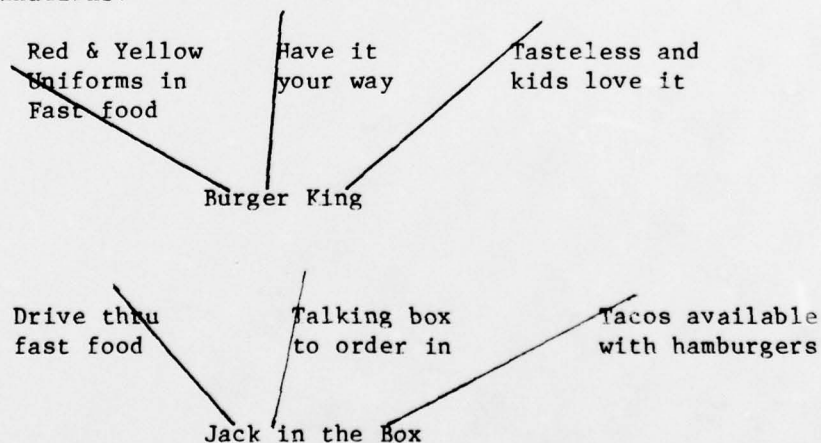 Red & Yellow Have it Tasteless and
Uniforms in your way kids love it
Fast food
Burger King
Drive thru Talking box Tacos available
fast food to order in with hamburgers
Jack in the Box